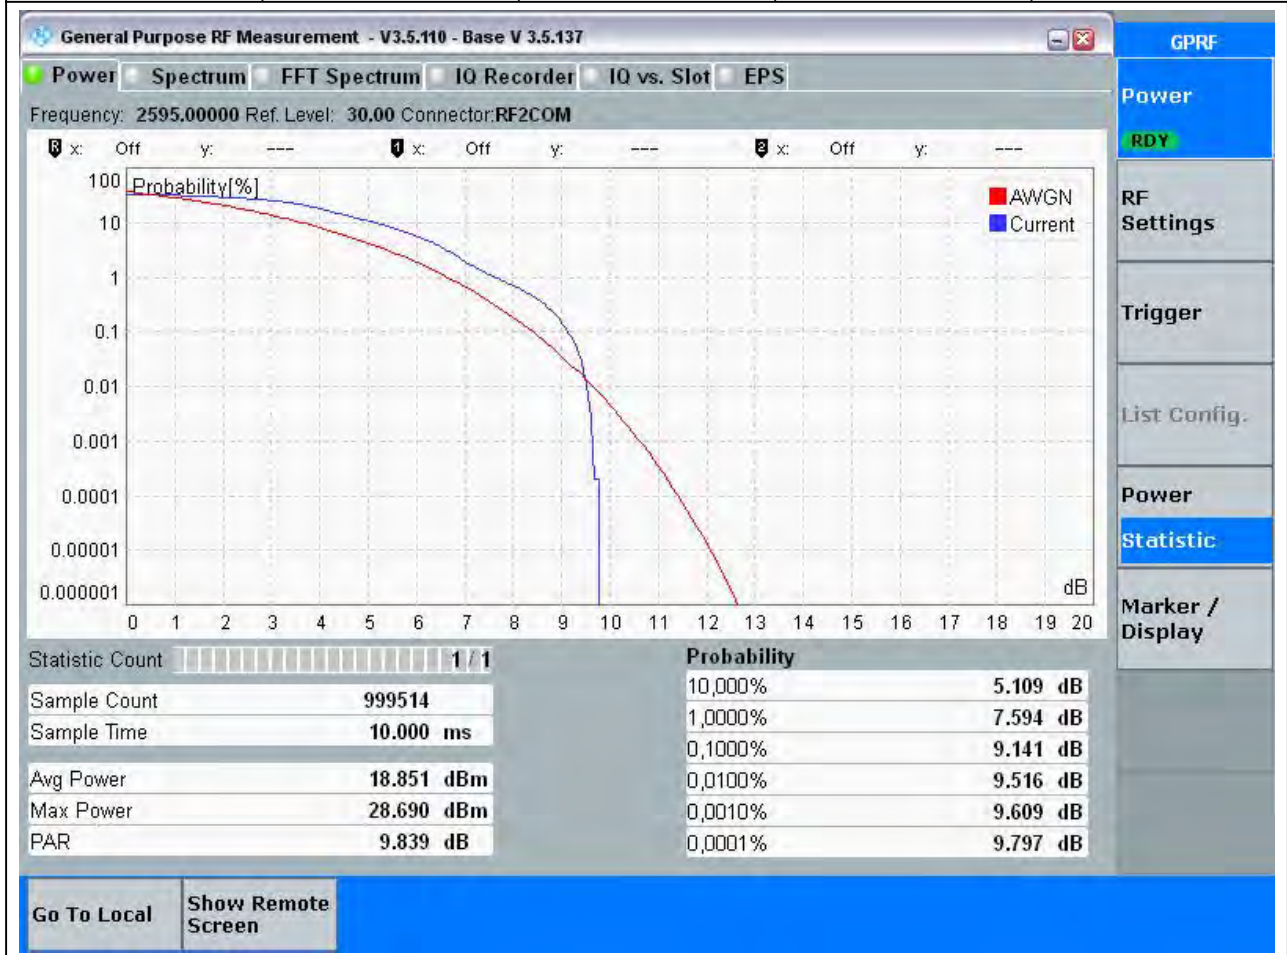 General Purpose RF Measurement - V3.5.110 - Base V 3.5.137
Power Spectrum FFT Spectrum IQ Recorder IQ vs. Slot EPS
Frequency: 2595.00000 Ref. Level: 30.00 Connector:RF2COM
R x: Off y: --- 1 x: Off y: --- 2 x: Off y: ---
Probability[%]
AWGN
Current
100
10
1
0.1
0.01
0.001
0.0001
0.00001
0.000001
dB
0 1 2 3 4 5 6 7 8 9 10 11 12 13 14 15 16 17 18 19 20
Statistic Count 1 / 1
Sample Count 999514
Sample Time 10.000 ms
Avg Power 18.851 dBm
Max Power 28.690 dBm
PAR 9.839 dB
Probability
10,000% 5.109 dB
1,0000% 7.594 dB
0,1000% 9.141 dB
0,0100% 9.516 dB
0,0010% 9.609 dB
0,0001% 9.797 dB
GPRF
Power
RDY
RF
Settings
Trigger
List Config.
Power
Statistic
Marker /
Display
Go To Local
Show Remote
Screen